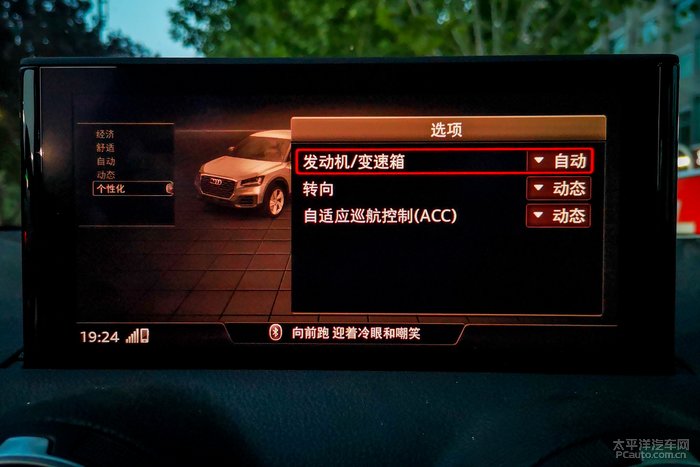 经济
舒适
自动
动态
个性化
选项
发动机/变速箱 自动
转向 动态
自适应巡航控制(ACC) 动态
19:24
向前跑 迎着冷眼和嘲笑
太平洋汽车网
PCauto.com.cn